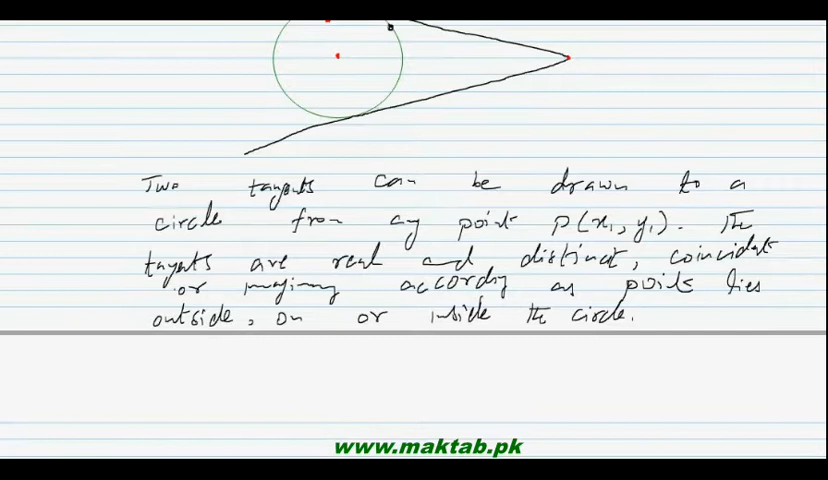 Two tangents can be drawn to a
circle from any point P(x₁, y₁). The
tangents are real and distinct, coincident
or imaginary according as point lies
outside, on or inside the circle.
www.maktab.pk